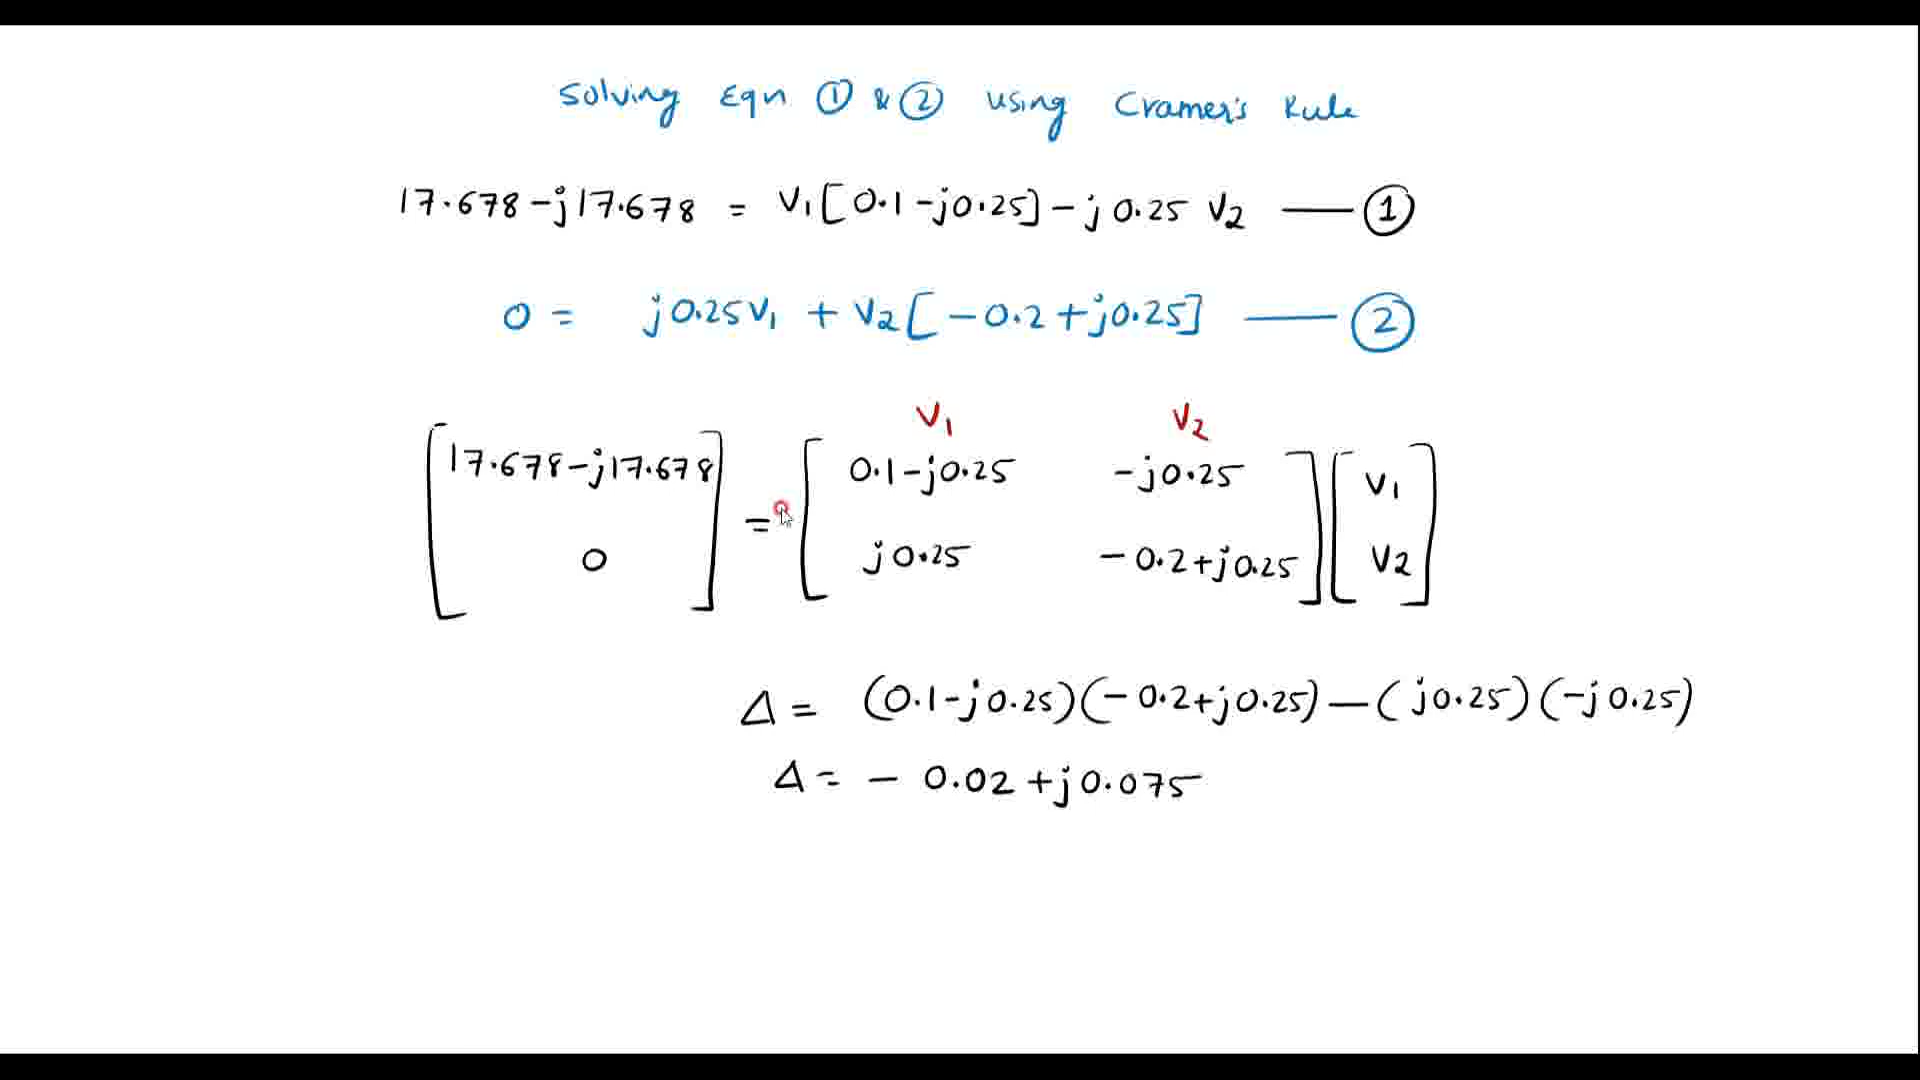 Solving Eqn ① & ② using Cramer's Rule
17.678-j17.678 = V₁[0.1-j0.25]-j0.25 V₂ — ①
0 = j0.25V₁ + V₂[-0.2+j0.25] — ②
V₁ V₂
[17.678-j17.678] = [0.1-j0.25 -j0.25][V₁]
[0] [j0.25 -0.2+j0.25][V₂]
Δ = (0.1-j0.25)(-0.2+j0.25)-(j0.25)(-j0.25)
Δ = -0.02+j0.075